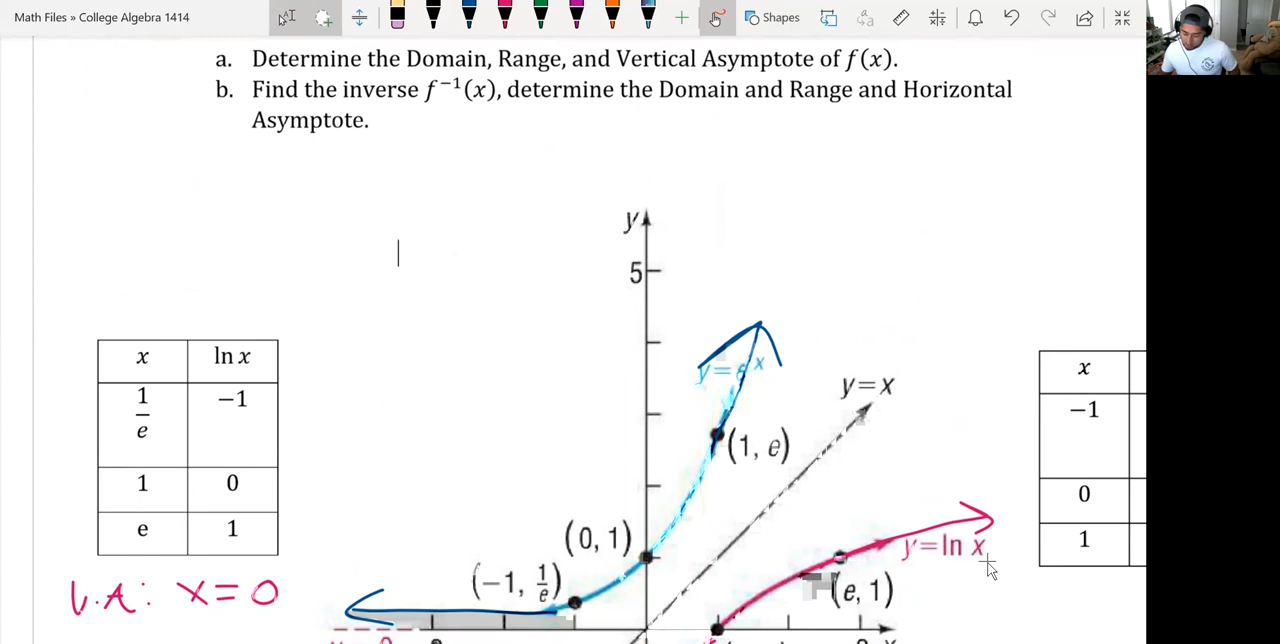 Math Files » College Algebra 1414
Shapes
a. Determine the Domain, Range, and Vertical Asymptote of f(x).
b. Find the inverse f⁻¹(x), determine the Domain and Range and Horizontal
Asymptote.
y
5
y=eˣ
y=x
(1, e)
(0, 1)
(−1, 1/e)
y=ln x
(e, 1)
x
x ln x
1/e −1
1 0
e 1
V.A: x=0
x
−1
0
1